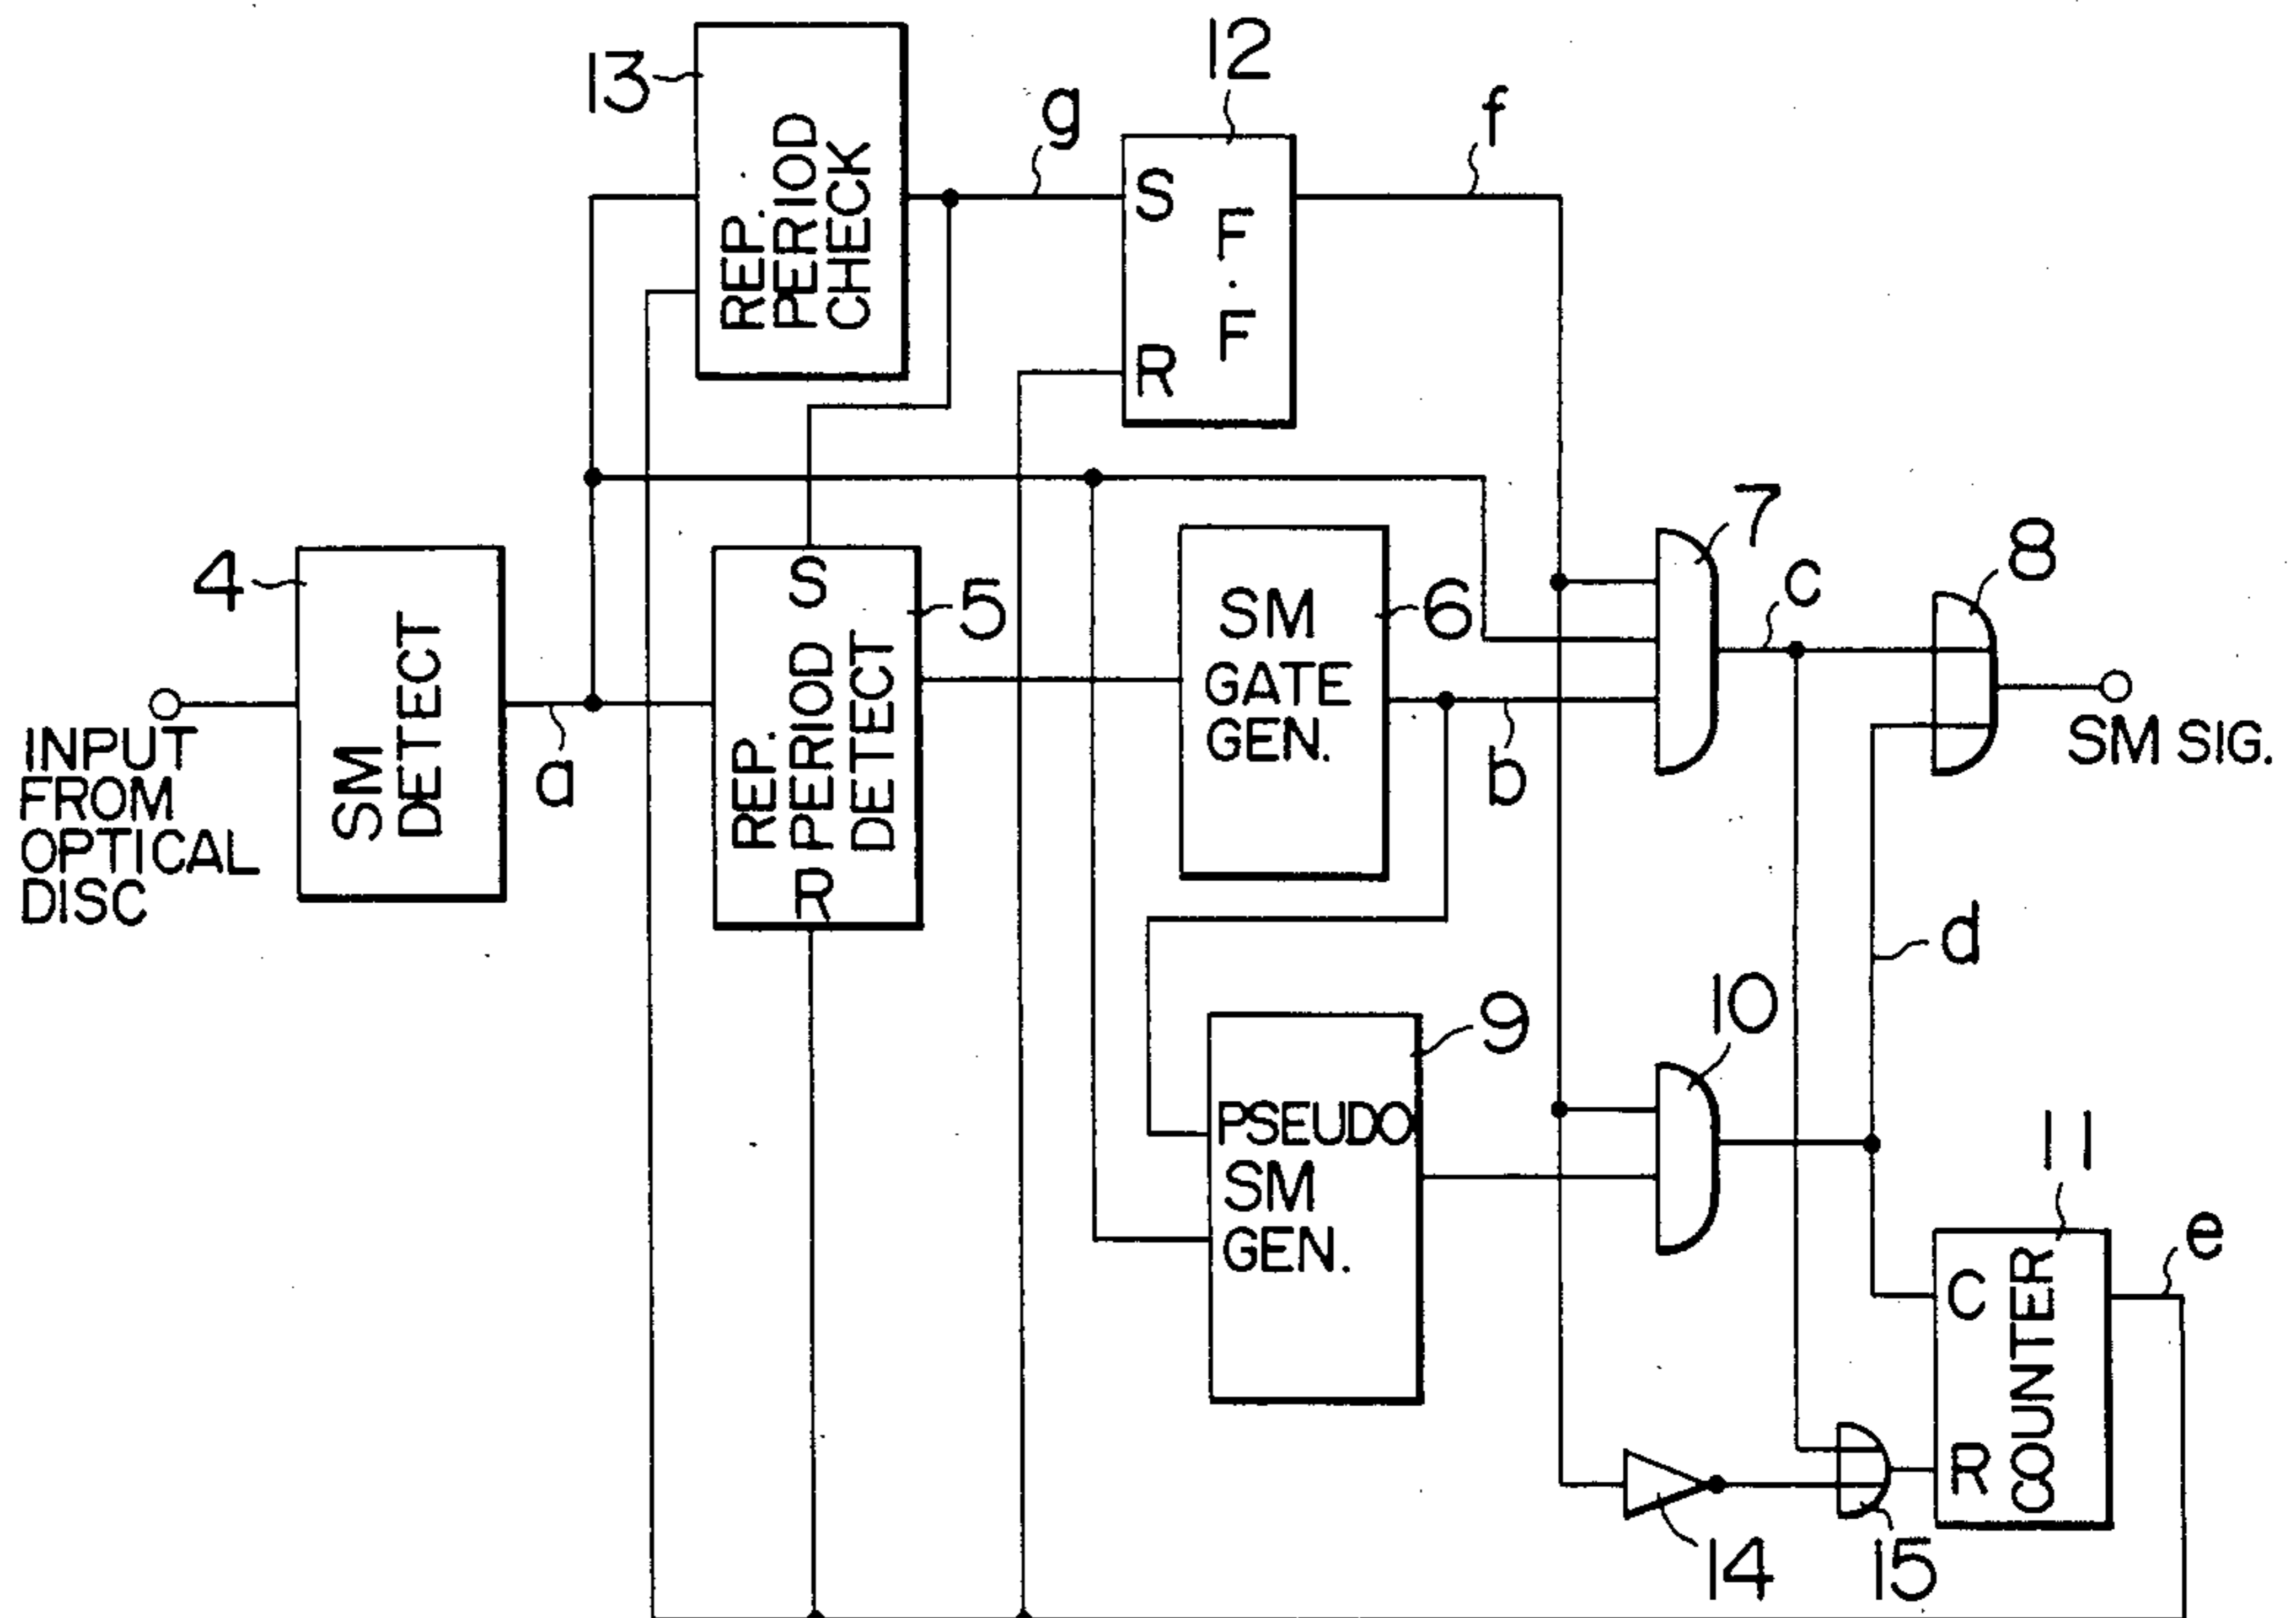 13
REP.
PERIOD
CHECK
g
12
S
F
.
F
R
f
4
SM
DETECT
INPUT
FROM
OPTICAL
DISC
a
S
REP.
PERIOD
DETECT
R
5
SM
GATE
GEN.
6
b
7
c
8
SM SIG.
d
9
PSEUDO
SM
GEN.
10
11
C
COUNTER
R
e
14
15